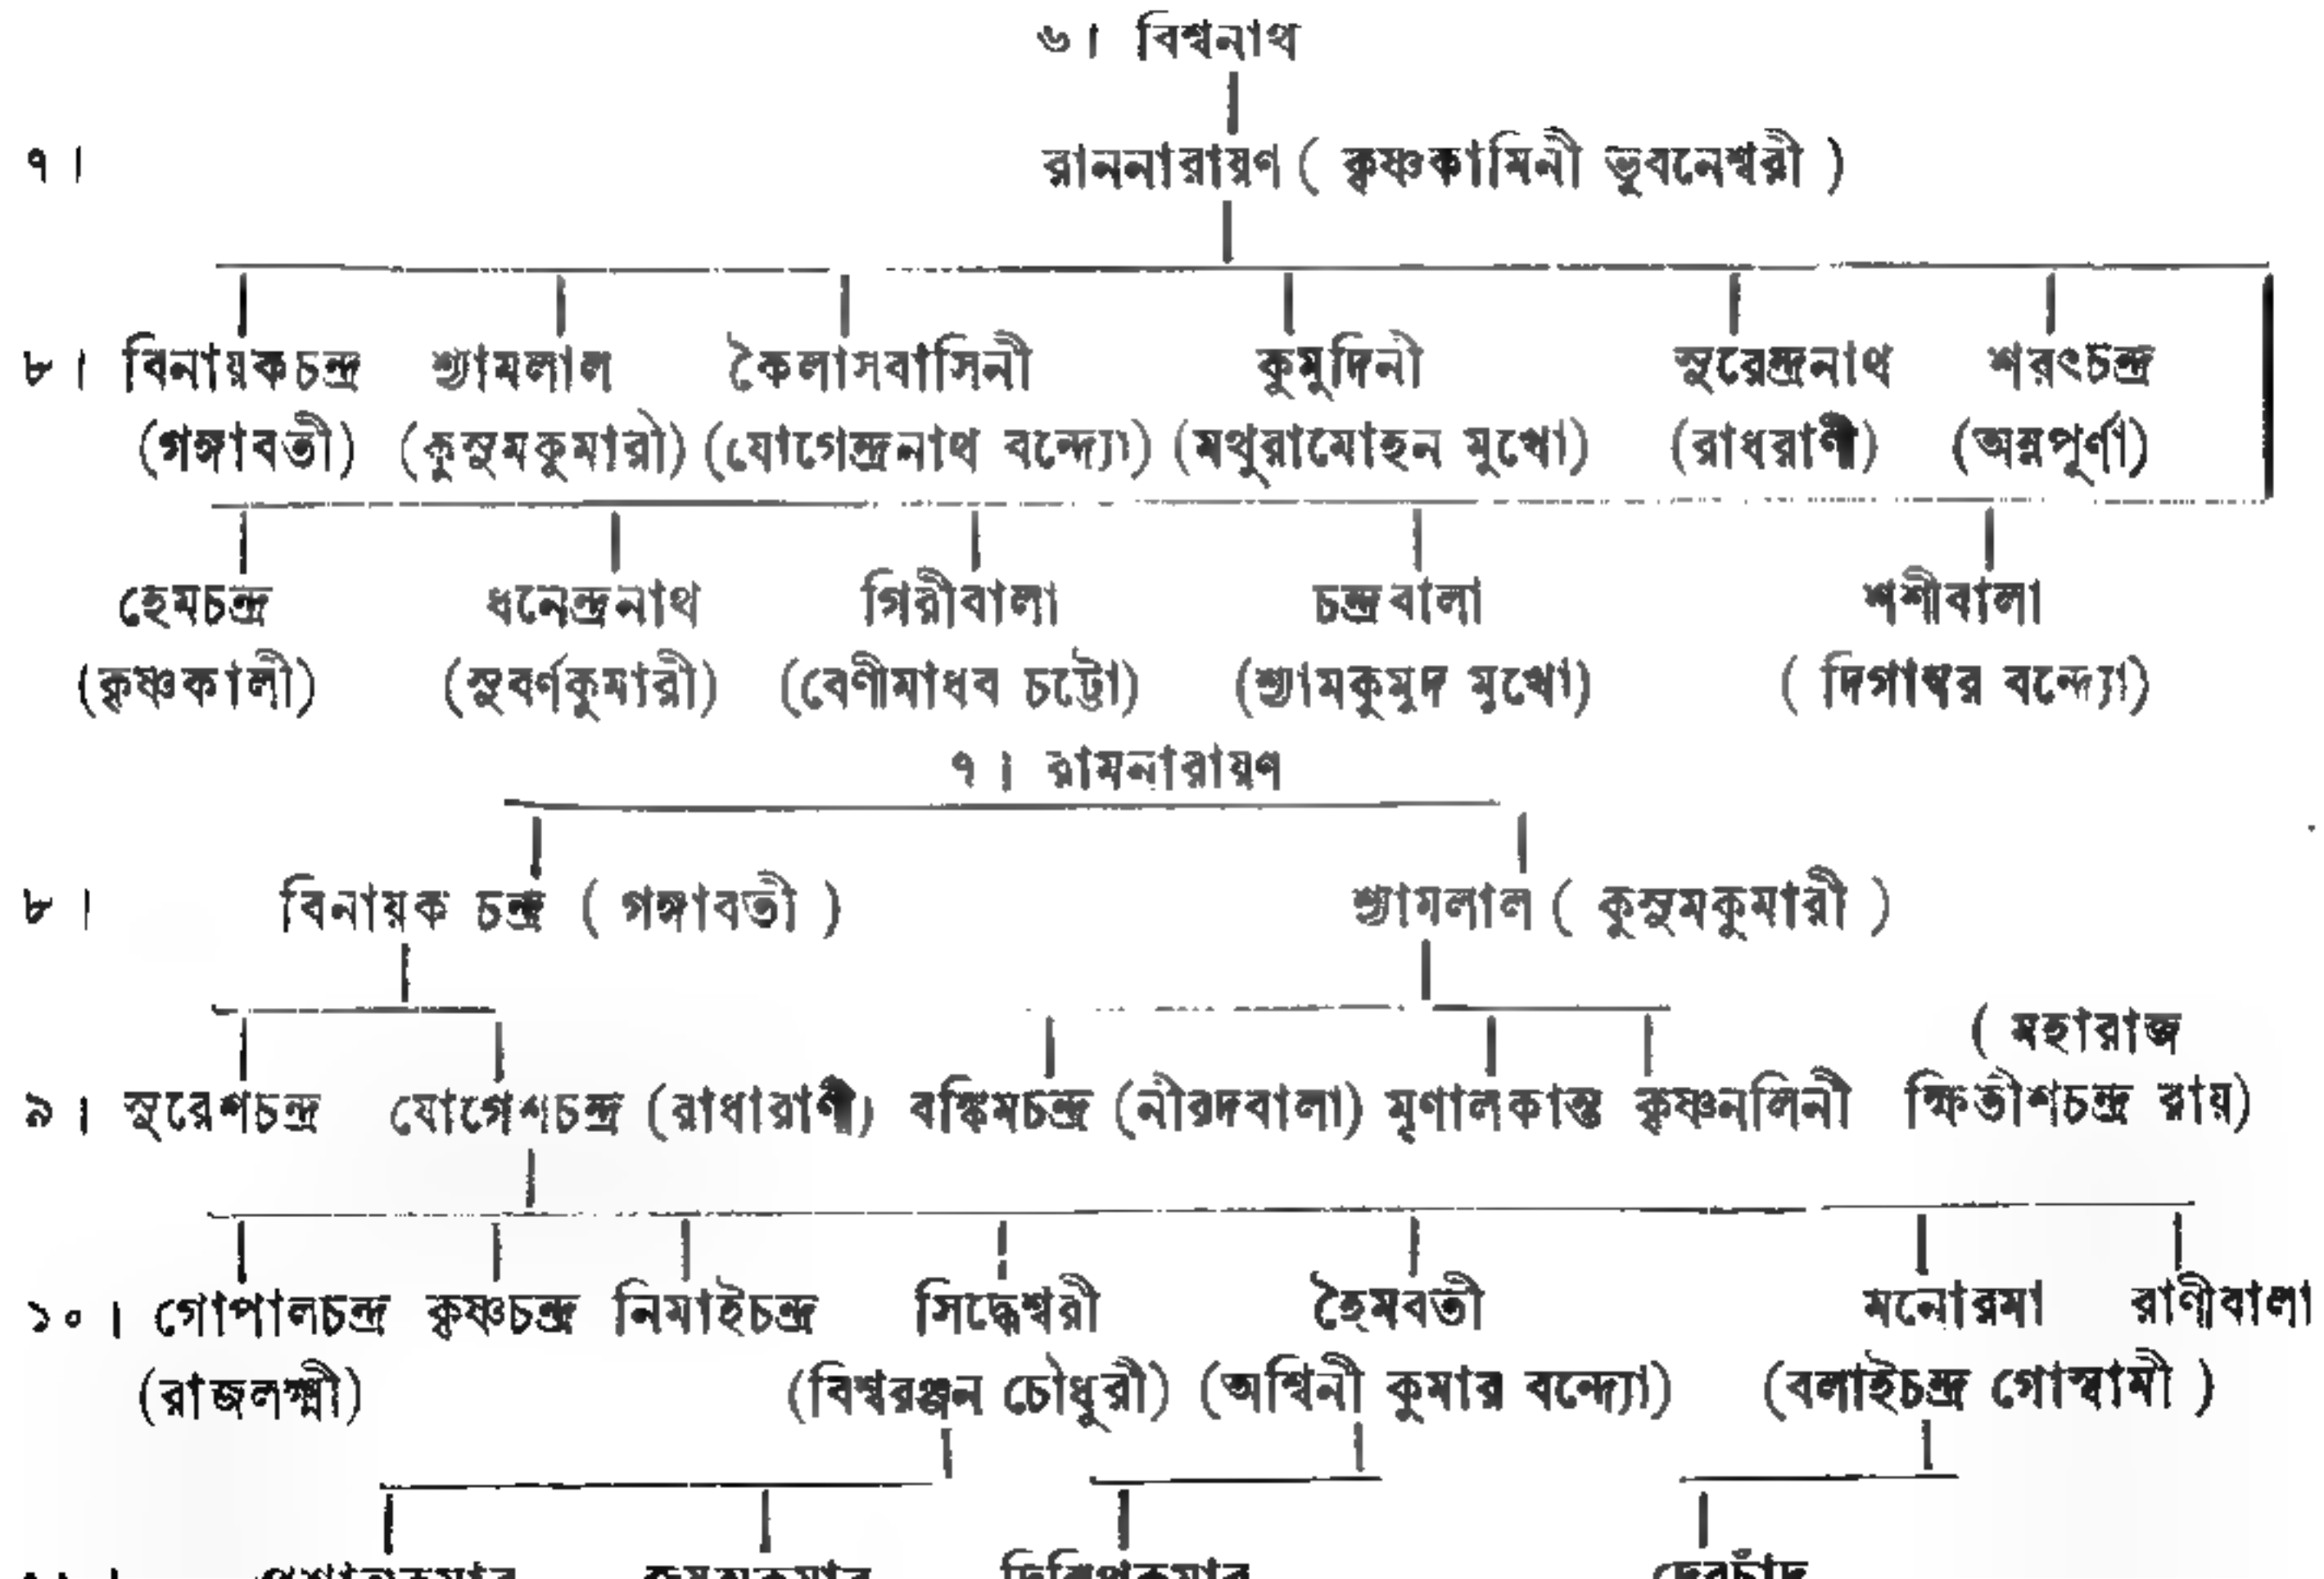 ৬। বিশ্বনাথ
৭। রাননারায়ণ ( কৃষ্ণকামিনী ভুবনেশ্বরী )
৮। বিনায়কচন্দ্র শ্যামলাল কৈলাসবাসিনী কুমুদিনী সুরেন্দ্রনাথ শরৎচন্দ্র
(গঙ্গাবতী) (কুসুমকুমারী) (যোগেন্দ্রনাথ বন্দ্যো) (মথুরামোহন মুখো) (রাধরাণী) (অন্নপূর্ণা)
হেমচন্দ্র ধনেন্দ্রনাথ গিরীবালা চন্দ্রবালা শশীবালা
(কৃষ্ণকালী) (সুবর্ণকুমারী) (বেণীমাধব চট্টো) (শ্যামকুমুদ মুখো) ( দিগাম্বর বন্দ্যো)
৭। রামনারায়ণ
৮। বিনায়ক চন্দ্র ( গঙ্গাবতী ) শ্যামলাল ( কুসুমকুমারী )
( মহারাজ
৯। সুরেশচন্দ্র যোগেশচন্দ্র (রাধারাণী) বঙ্কিমচন্দ্র (নীরদবালা) মৃণালকান্ত কৃষ্ণনলিনী ক্ষিতীশচন্দ্র রায়)
১০। গোপালচন্দ্র কৃষ্ণচন্দ্র নিমাইচন্দ্র সিদ্ধেশ্বরী হৈমবতী মনোরমা রাণীবালা
(রাজলক্ষ্মী) (বিশ্বরঞ্জন চৌধুরী) (অশ্বিনী কুমার বন্দ্যো) (বলাইচন্দ্র গোস্বামী )